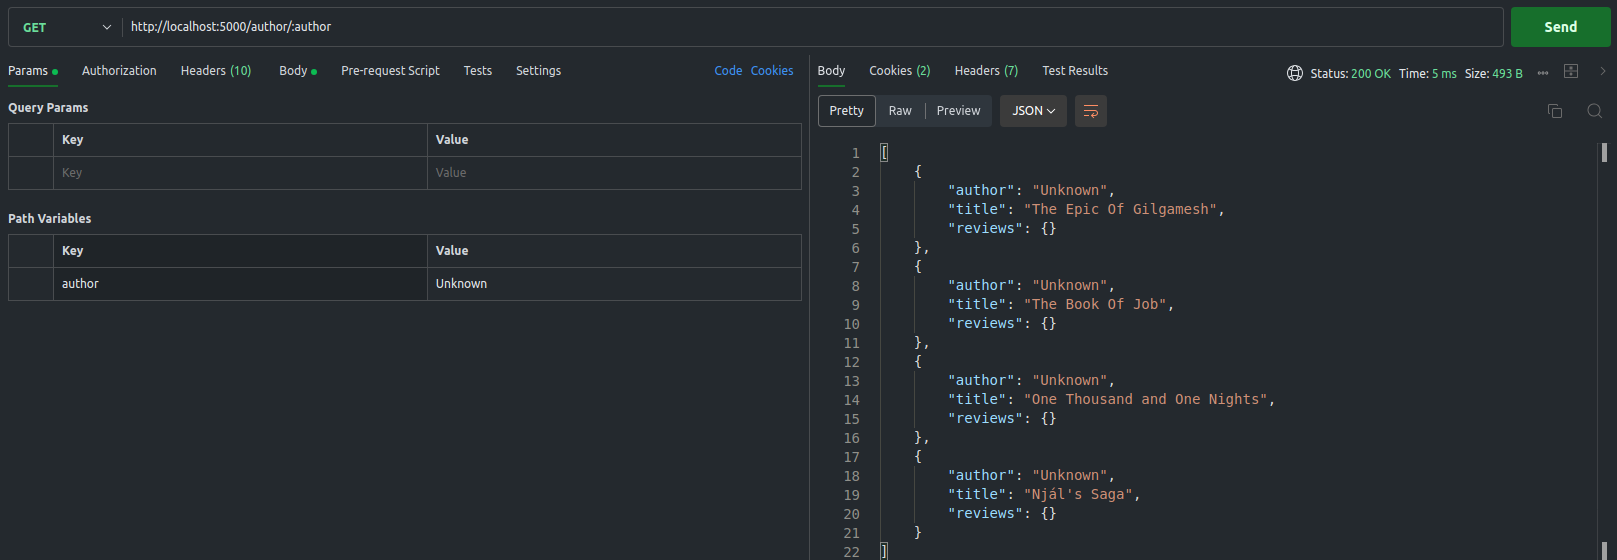 GET http://localhost:5000/author/:author Send
Params Authorization Headers (10) Body Pre-request Script Tests Settings Code Cookies
Query Params
Key Value
Key Value
Path Variables
Key Value
author Unknown
Body Cookies (2) Headers (7) Test Results Status: 200 OK Time: 5 ms Size: 493 B
Pretty Raw Preview JSON
1 [
2 {
3 "author": "Unknown",
4 "title": "The Epic Of Gilgamesh",
5 "reviews": {}
6 },
7 {
8 "author": "Unknown",
9 "title": "The Book Of Job",
10 "reviews": {}
11 },
12 {
13 "author": "Unknown",
14 "title": "One Thousand and One Nights",
15 "reviews": {}
16 },
17 {
18 "author": "Unknown",
19 "title": "Njál's Saga",
20 "reviews": {}
21 }
22 ]